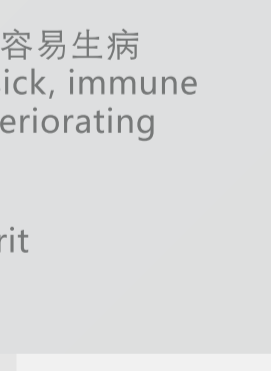 容易生病
ick, immune
eriorating
rit